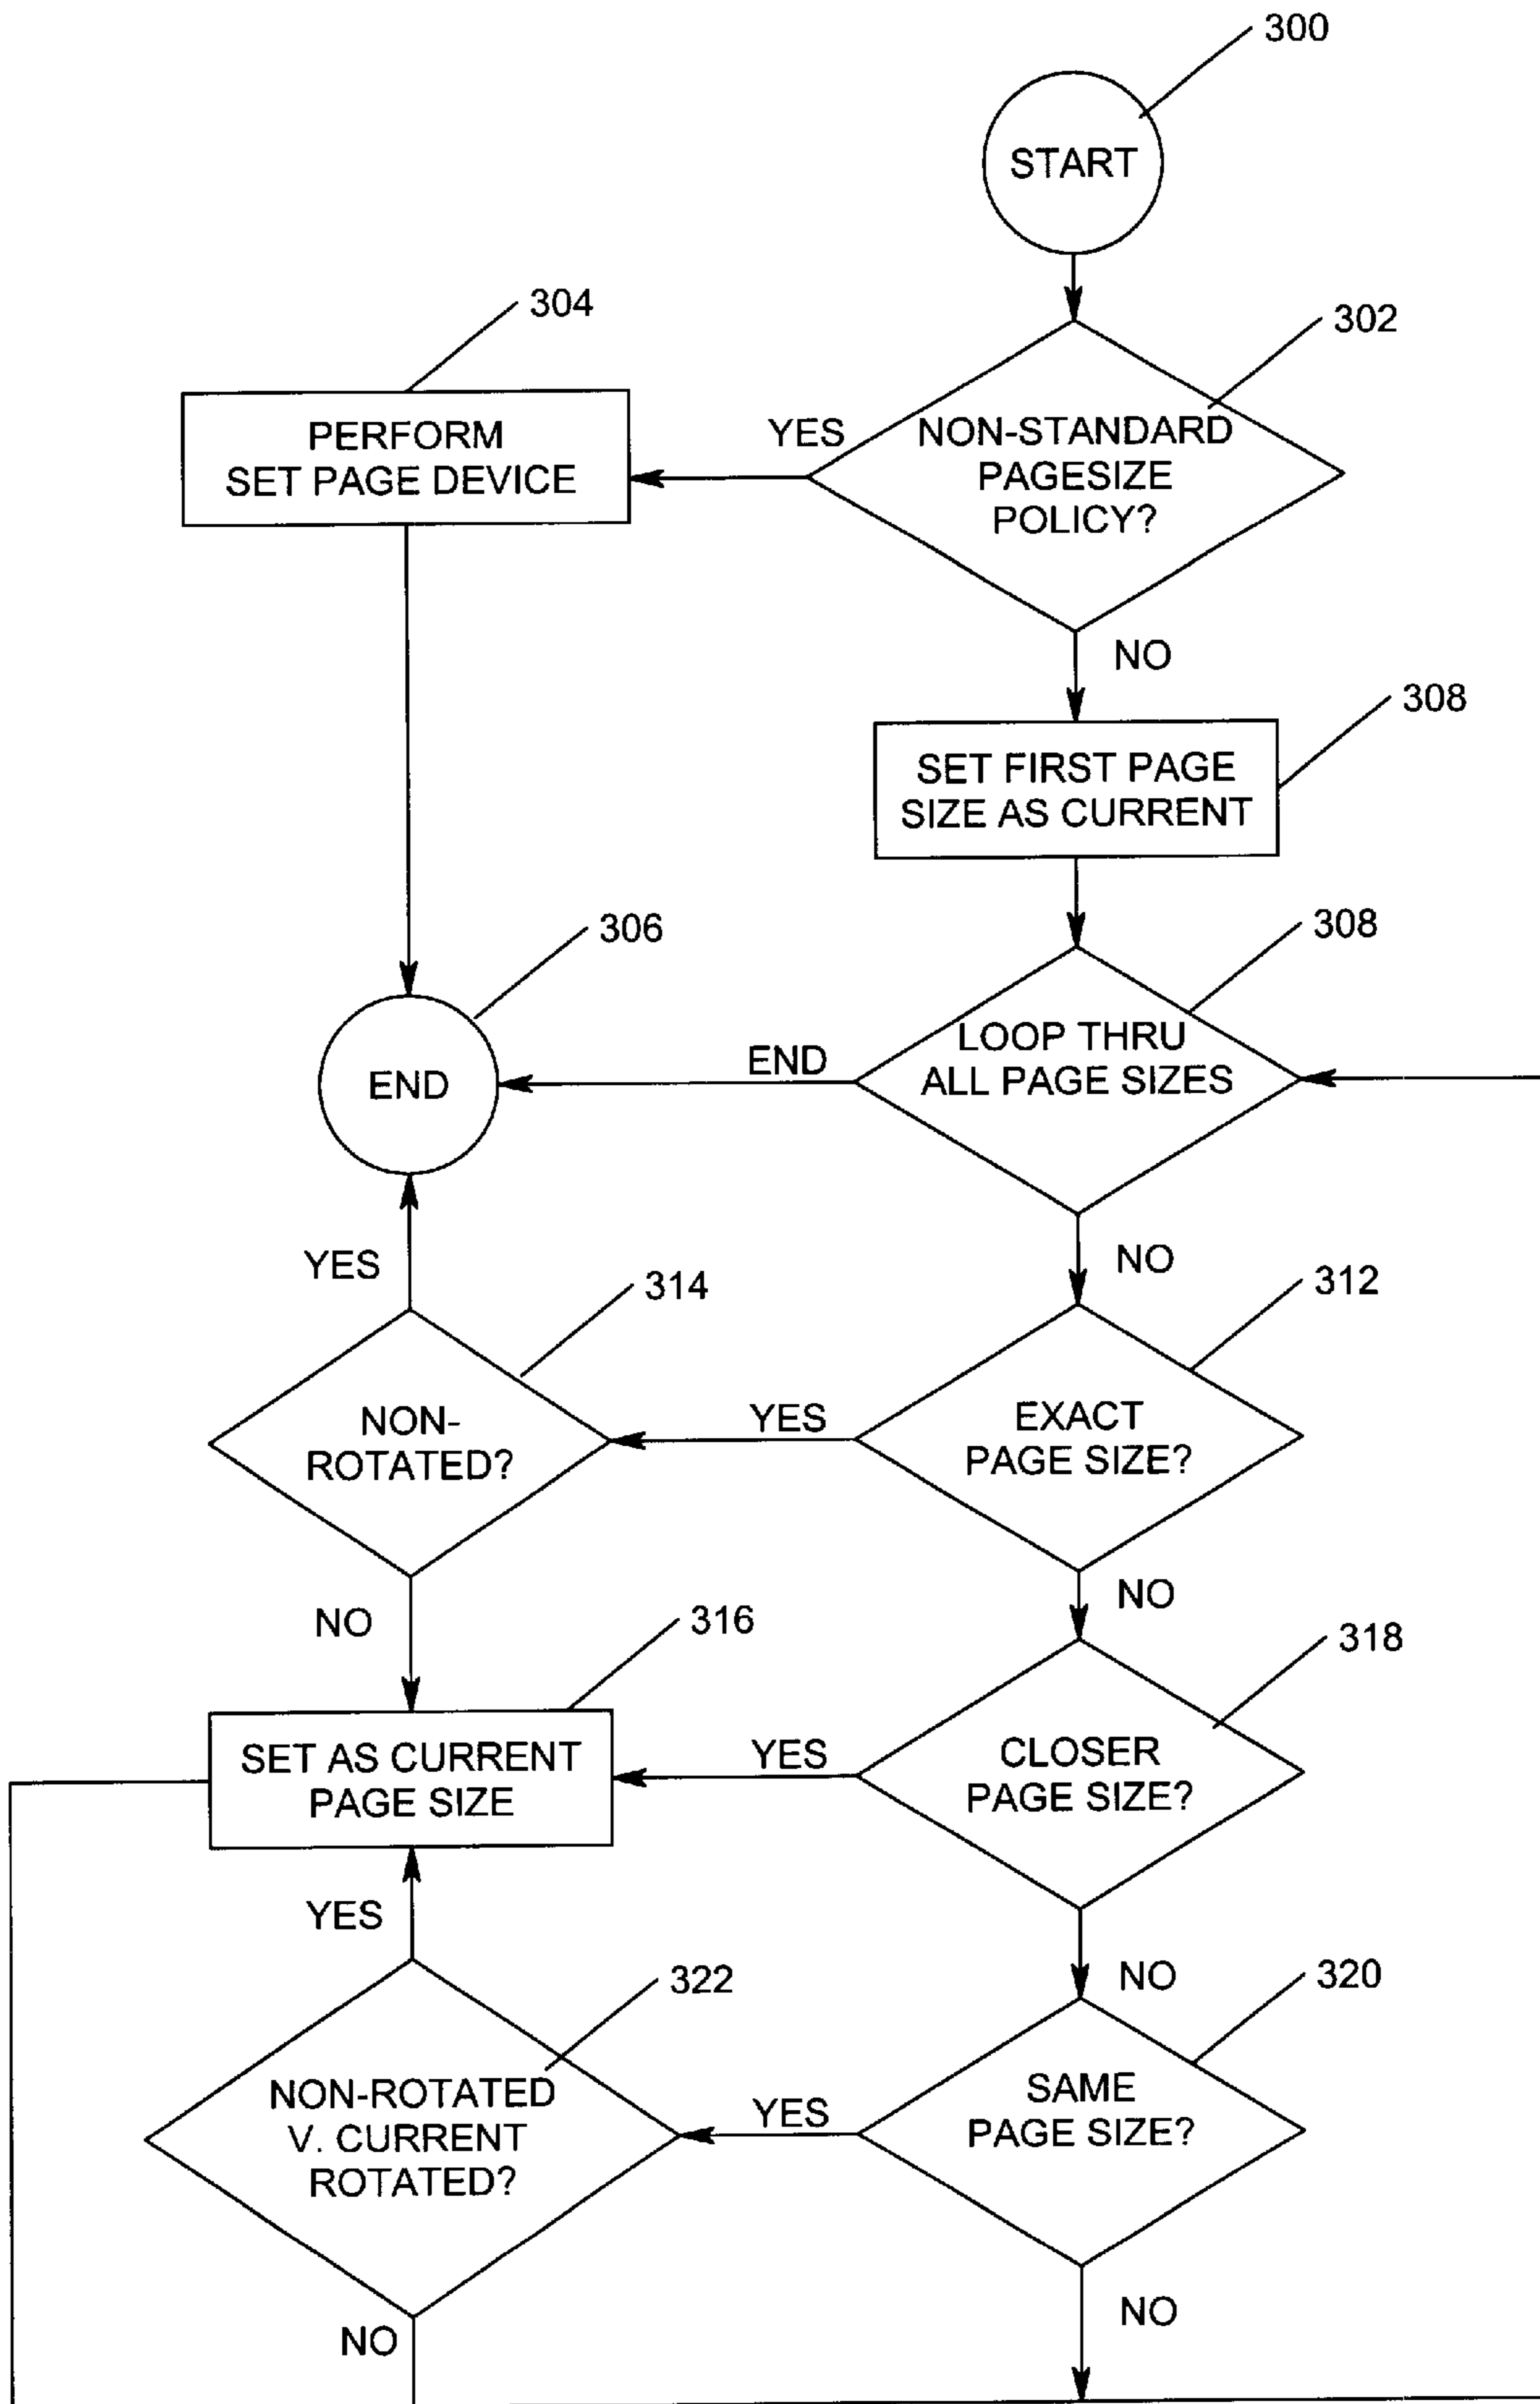 300
START
304
302
PERFORM
SET PAGE DEVICE
YES
NON-STANDARD
PAGESIZE
POLICY?
NO
308
SET FIRST PAGE
SIZE AS CURRENT
306
308
END
END
LOOP THRU
ALL PAGE SIZES
YES
NO
314
312
NON-
ROTATED?
YES
EXACT
PAGE SIZE?
NO
NO
316
318
SET AS CURRENT
PAGE SIZE
YES
CLOSER
PAGE SIZE?
YES
NO
322
320
NON-ROTATED
V. CURRENT
ROTATED?
YES
SAME
PAGE SIZE?
NO
NO